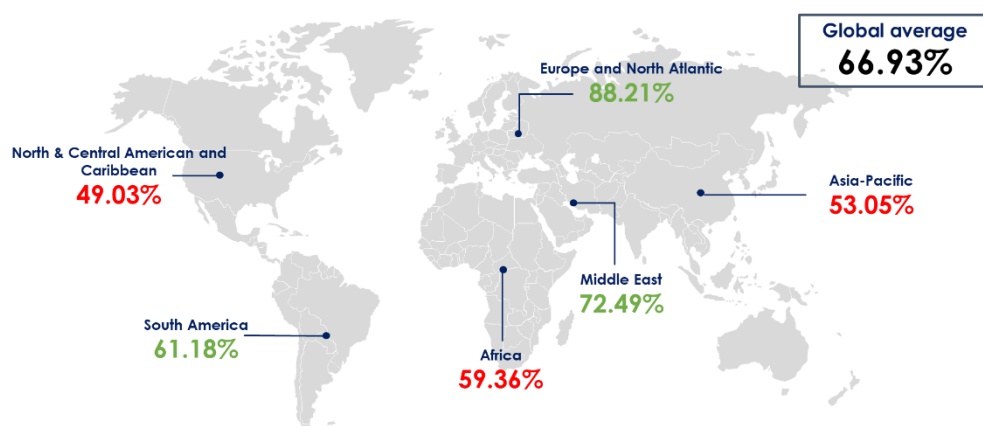 Global average
66.93%
Europe and North Atlantic
88.21%
North & Central American and
Caribbean
49.03%
Asia-Pacific
53.05%
Middle East
72.49%
South America
61.18%
Africa
59.36%